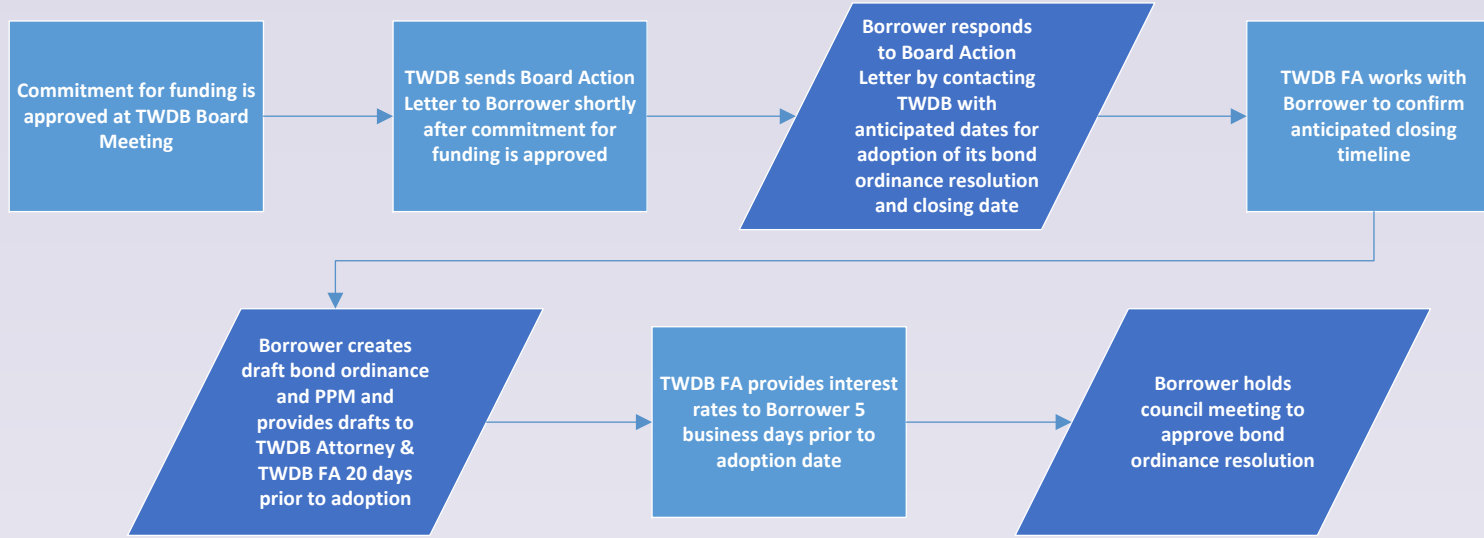 Commitment for funding is
approved at TWDB Board
Meeting
TWDB sends Board Action
Letter to Borrower shortly
after commitment for
funding is approved
Borrower responds
to Board Action
Letter by contacting
TWDB with
anticipated dates for
adoption of its bond
ordinance resolution
and closing date
TWDB FA works with
Borrower to confirm
anticipated closing
timeline
Borrower creates
draft bond ordinance
and PPM and
provides drafts to
TWDB Attorney &
TWDB FA 20 days
prior to adoption
TWDB FA provides interest
rates to Borrower 5
business days prior to
adoption date
Borrower holds
council meeting to
approve bond
ordinance resolution